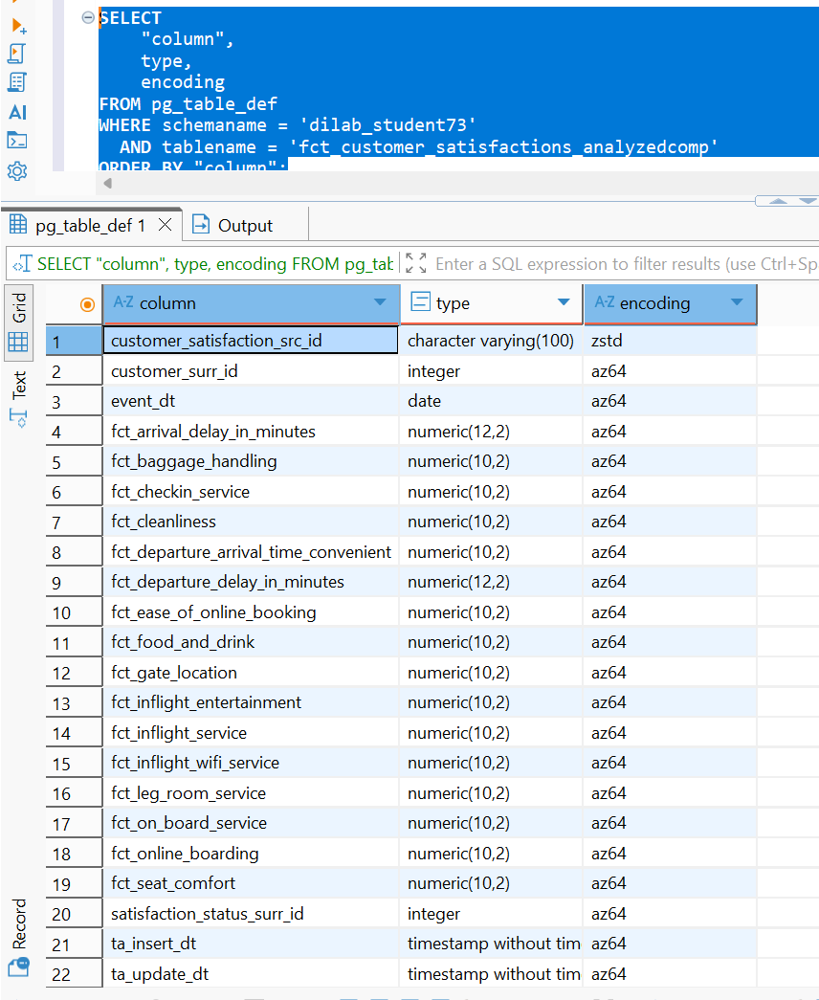 SELECT
"column",
type,
encoding
FROM pg_table_def
WHERE schemaname = 'dilab_student73'
AND tablename = 'fct_customer_satisfactions_analyzedcomp'
ORDER BY "column";
AI
pg_table_def 1
Output
SELECT "column", type, encoding FROM pg_tab
Enter a SQL expression to filter results (use Ctrl+Sp
Grid
Text
Record
A-Z column type A-Z encoding
1 customer_satisfaction_src_id character varying(100) zstd
2 customer_surr_id integer az64
3 event_dt date az64
4 fct_arrival_delay_in_minutes numeric(12,2) az64
5 fct_baggage_handling numeric(10,2) az64
6 fct_checkin_service numeric(10,2) az64
7 fct_cleanliness numeric(10,2) az64
8 fct_departure_arrival_time_convenient numeric(10,2) az64
9 fct_departure_delay_in_minutes numeric(12,2) az64
10 fct_ease_of_online_booking numeric(10,2) az64
11 fct_food_and_drink numeric(10,2) az64
12 fct_gate_location numeric(10,2) az64
13 fct_inflight_entertainment numeric(10,2) az64
14 fct_inflight_service numeric(10,2) az64
15 fct_inflight_wifi_service numeric(10,2) az64
16 fct_leg_room_service numeric(10,2) az64
17 fct_on_board_service numeric(10,2) az64
18 fct_online_boarding numeric(10,2) az64
19 fct_seat_comfort numeric(10,2) az64
20 satisfaction_status_surr_id integer az64
21 ta_insert_dt timestamp without tim az64
22 ta_update_dt timestamp without tim az64